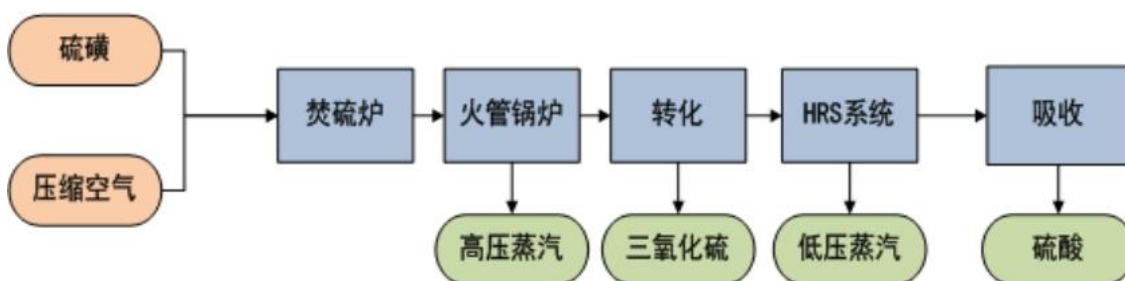 硫磺
压缩空气
焚硫炉
火管锅炉
转化
HRS系统
吸收
高压蒸汽
三氧化硫
低压蒸汽
硫酸